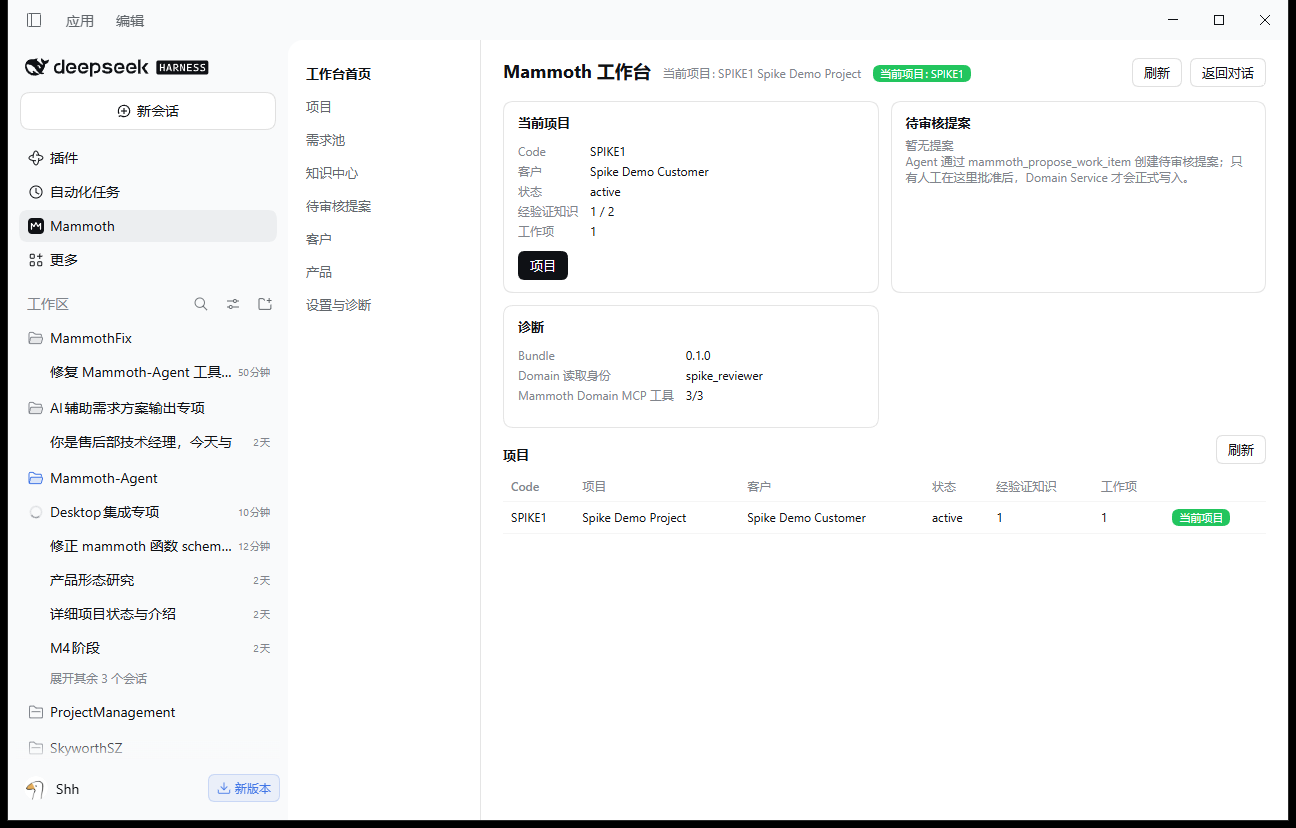 应用 编辑
deepseek HARNESS
新会话
插件
自动化任务
Mammoth
更多
工作区
MammothFix
修复 Mammoth-Agent 工具... 50分钟
AI辅助需求方案输出专项
你是售后部技术经理，今天与 2天
Mammoth-Agent
Desktop集成专项 10分钟
修正 mammoth 函数 schem... 12分钟
产品形态研究 2天
详细项目状态与介绍 2天
M4阶段 2天
展开其余 3 个会话
ProjectManagement
SkyworthSZ
Shh 新版本
工作台首页
项目
需求池
知识中心
待审核提案
客户
产品
设置与诊断
Mammoth 工作台 当前项目: SPIKE1 Spike Demo Project 当前项目: SPIKE1 刷新 返回对话
当前项目
Code SPIKE1
客户 Spike Demo Customer
状态 active
经验证知识 1 / 2
工作项 1
项目
待审核提案
暂无提案
Agent 通过 mammoth_propose_work_item 创建待审核提案；只
有人工在这里批准后，Domain Service 才会正式写入。
诊断
Bundle 0.1.0
Domain 读取身份 spike_reviewer
Mammoth Domain MCP 工具 3/3
项目 刷新
Code 项目 客户 状态 经验证知识 工作项
SPIKE1 Spike Demo Project Spike Demo Customer active 1 1 当前项目